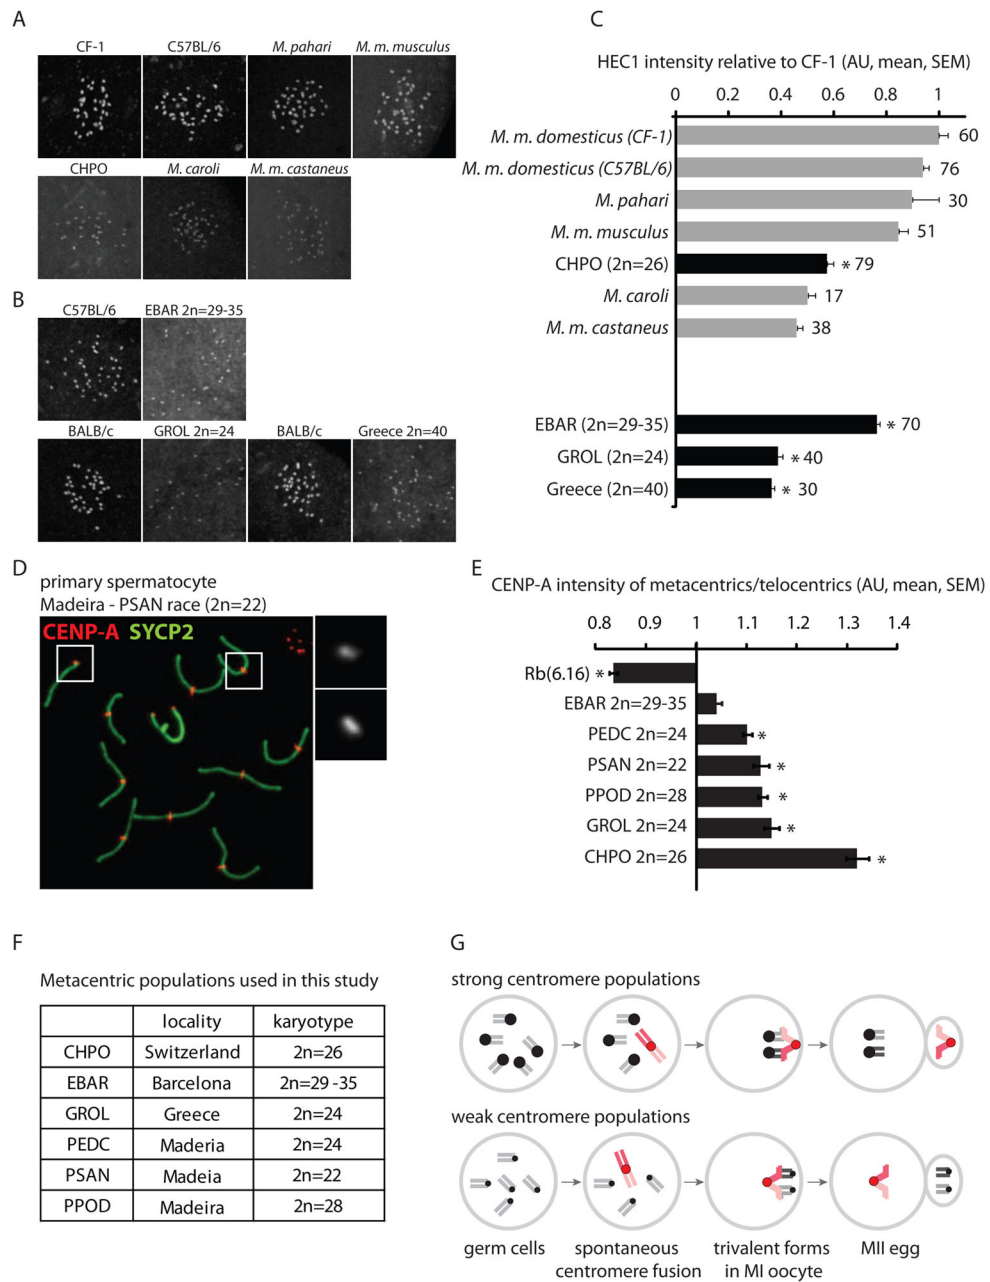 A
CF-1
C57BL/6
M. pahari
M. m. musculus
CHPO
M. caroli
M. m. castaneus
B
C57BL/6
EBAR 2n=29-35
BALB/c
GROL 2n=24
BALB/c
Greece 2n=40
C
HEC1 intensity relative to CF-1 (AU, mean, SEM)
0 0.2 0.4 0.6 0.8 1
M. m. domesticus (CF-1) 60
M. m. domesticus (C57BL/6) 76
M. pahari 30
M. m. musculus 51
CHPO (2n=26) * 79
M. caroli 17
M. m. castaneus 38
EBAR (2n=29-35) * 70
GROL (2n=24) * 40
Greece (2n=40) * 30
D
primary spermatocyte
Madeira - PSAN race (2n=22)
CENP-A SYCP2
E
CENP-A intensity of metacentrics/telocentrics (AU, mean, SEM)
0.8 0.9 1 1.1 1.2 1.3 1.4
Rb(6.16) *
EBAR 2n=29-35
PEDC 2n=24 *
PSAN 2n=22 *
PPOD 2n=28 *
GROL 2n=24 *
CHPO 2n=26 *
F
Metacentric populations used in this study
locality karyotype
CHPO Switzerland 2n=26
EBAR Barcelona 2n=29-35
GROL Greece 2n=24
PEDC Maderia 2n=24
PSAN Madeia 2n=22
PPOD Madeira 2n=28
G
strong centromere populations
weak centromere populations
germ cells
spontaneous
centromere fusion
trivalent forms
in MI oocyte
MII egg